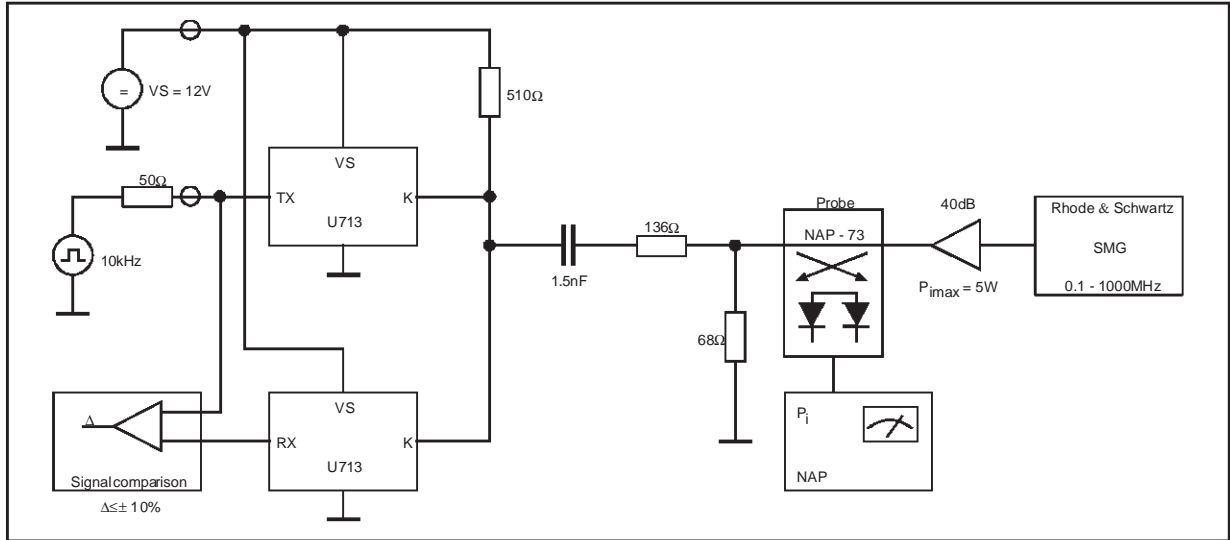 VS = 12V
=
510Ω
VS
50Ω
TX
K
U713
10kHz
1.5nF
136Ω
68Ω
Probe
NAP - 73
40dB
Pimax = 5W
Rhode & Schwartz
SMG
0.1 - 1000MHz
VS
RX
K
U713
Δ
Signal comparison
Δ≤± 10%
Pi
NAP